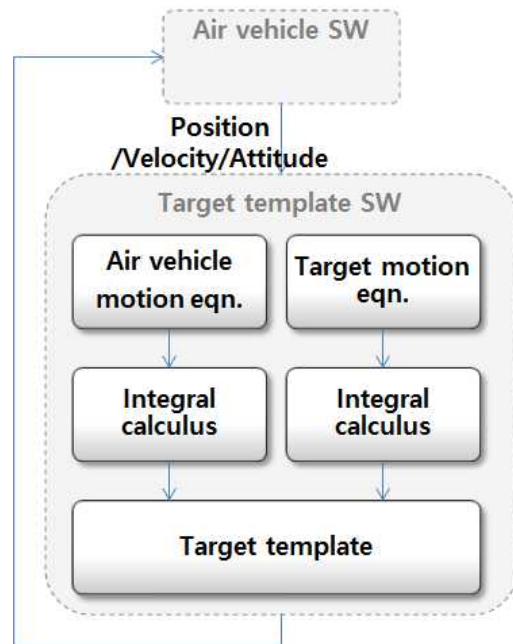 Air vehicle SW
Position
/Velocity/Attitude
Target template SW
Air vehicle
motion eqn.
Target motion
eqn.
Integral
calculus
Integral
calculus
Target template